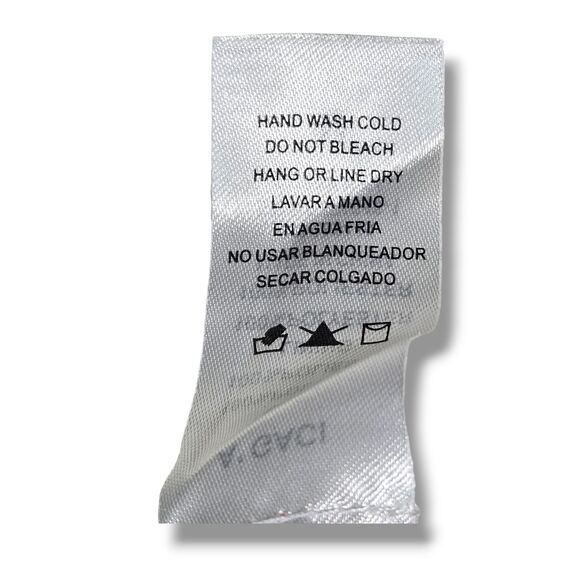 HAND WASH COLD
DO NOT BLEACH
HANG OR LINE DRY
LAVAR A MANO
EN AGUA FRIA
NO USAR BLANQUEADOR
SECAR COLGADO
A'GACI